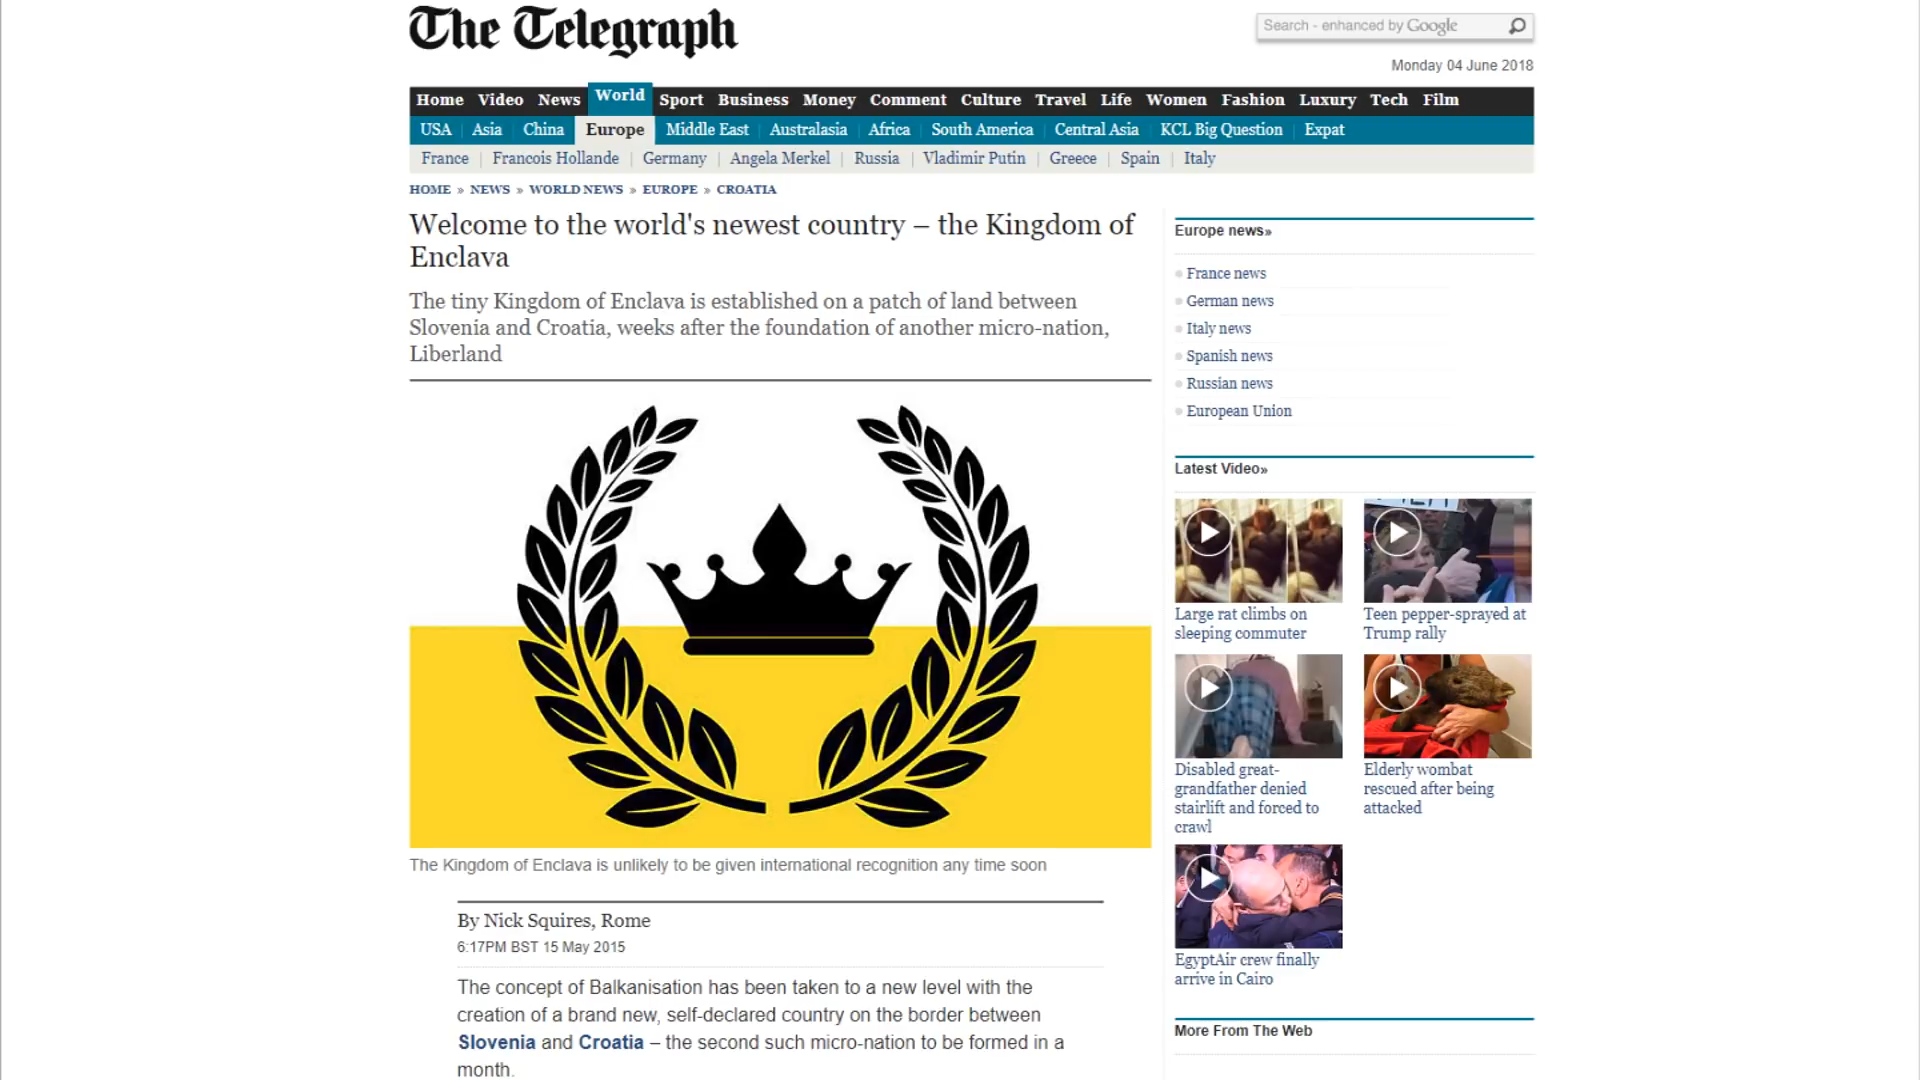 The Telegraph
Search - enhanced by Google
Monday 04 June 2018
Home Video News World Sport Business Money Comment Culture Travel Life Women Fashion Luxury Tech Film
USA Asia China Europe Middle East Australasia Africa South America Central Asia KCL Big Question Expat
France Francois Hollande Germany Angela Merkel Russia Vladimir Putin Greece Spain Italy
HOME » NEWS » WORLD NEWS » EUROPE » CROATIA
Welcome to the world's newest country – the Kingdom of
Enclava
The tiny Kingdom of Enclava is established on a patch of land between
Slovenia and Croatia, weeks after the foundation of another micro-nation,
Liberland
The Kingdom of Enclava is unlikely to be given international recognition any time soon
By Nick Squires, Rome
6:17PM BST 15 May 2015
The concept of Balkanisation has been taken to a new level with the
creation of a brand new, self-declared country on the border between
Slovenia and Croatia – the second such micro-nation to be formed in a
month.
Europe news»
France news
German news
Italy news
Spanish news
Russian news
European Union
Latest Video»
Large rat climbs on
sleeping commuter
Teen pepper-sprayed at
Trump rally
Disabled great-
grandfather denied
stairlift and forced to
crawl
Elderly wombat
rescued after being
attacked
EgyptAir crew finally
arrive in Cairo
More From The Web